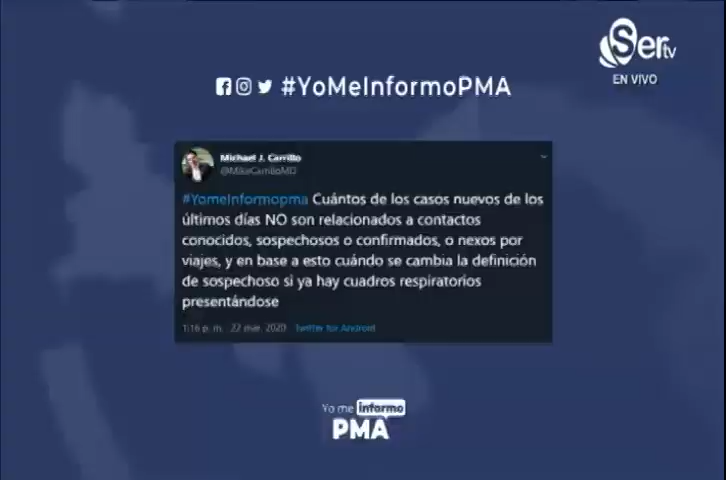 Ser tv
EN VIVO
#YoMeInformoPMA
Michael J. Carrillo
@MikeCarrilloMD
#YomeInformopma Cuántos de los casos nuevos de los
últimos días NO son relacionados a contactos
conocidos, sospechosos o confirmados, o nexos por
viajes, y en base a esto cuándo se cambia la definición
de sospechoso si ya hay cuadros respiratorios
presentándose
1:16 p. m. 22 mar. 2020 Twitter for Android
Yo me informo
PMA